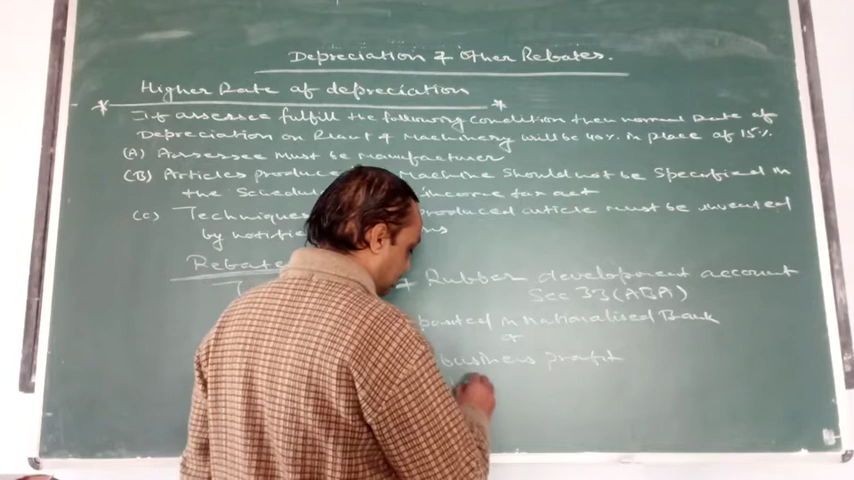 Depreciation & Other Rebates.
Higher Rate of depreciation
If assessee fulfill the following condition then normal Rate of
Depreciation on Plant & Machinery will be 40% in place of 15%
(A) Assessee must be manufacturer
(B) Articles produce Machine should not be Specified in
the Schedul income tax act
(C) Techniques produced article must be invented
by notifie ns
Rebate & Rubber development account
Sec 33(ABA)
posited in nationalised Bank
or
business profit